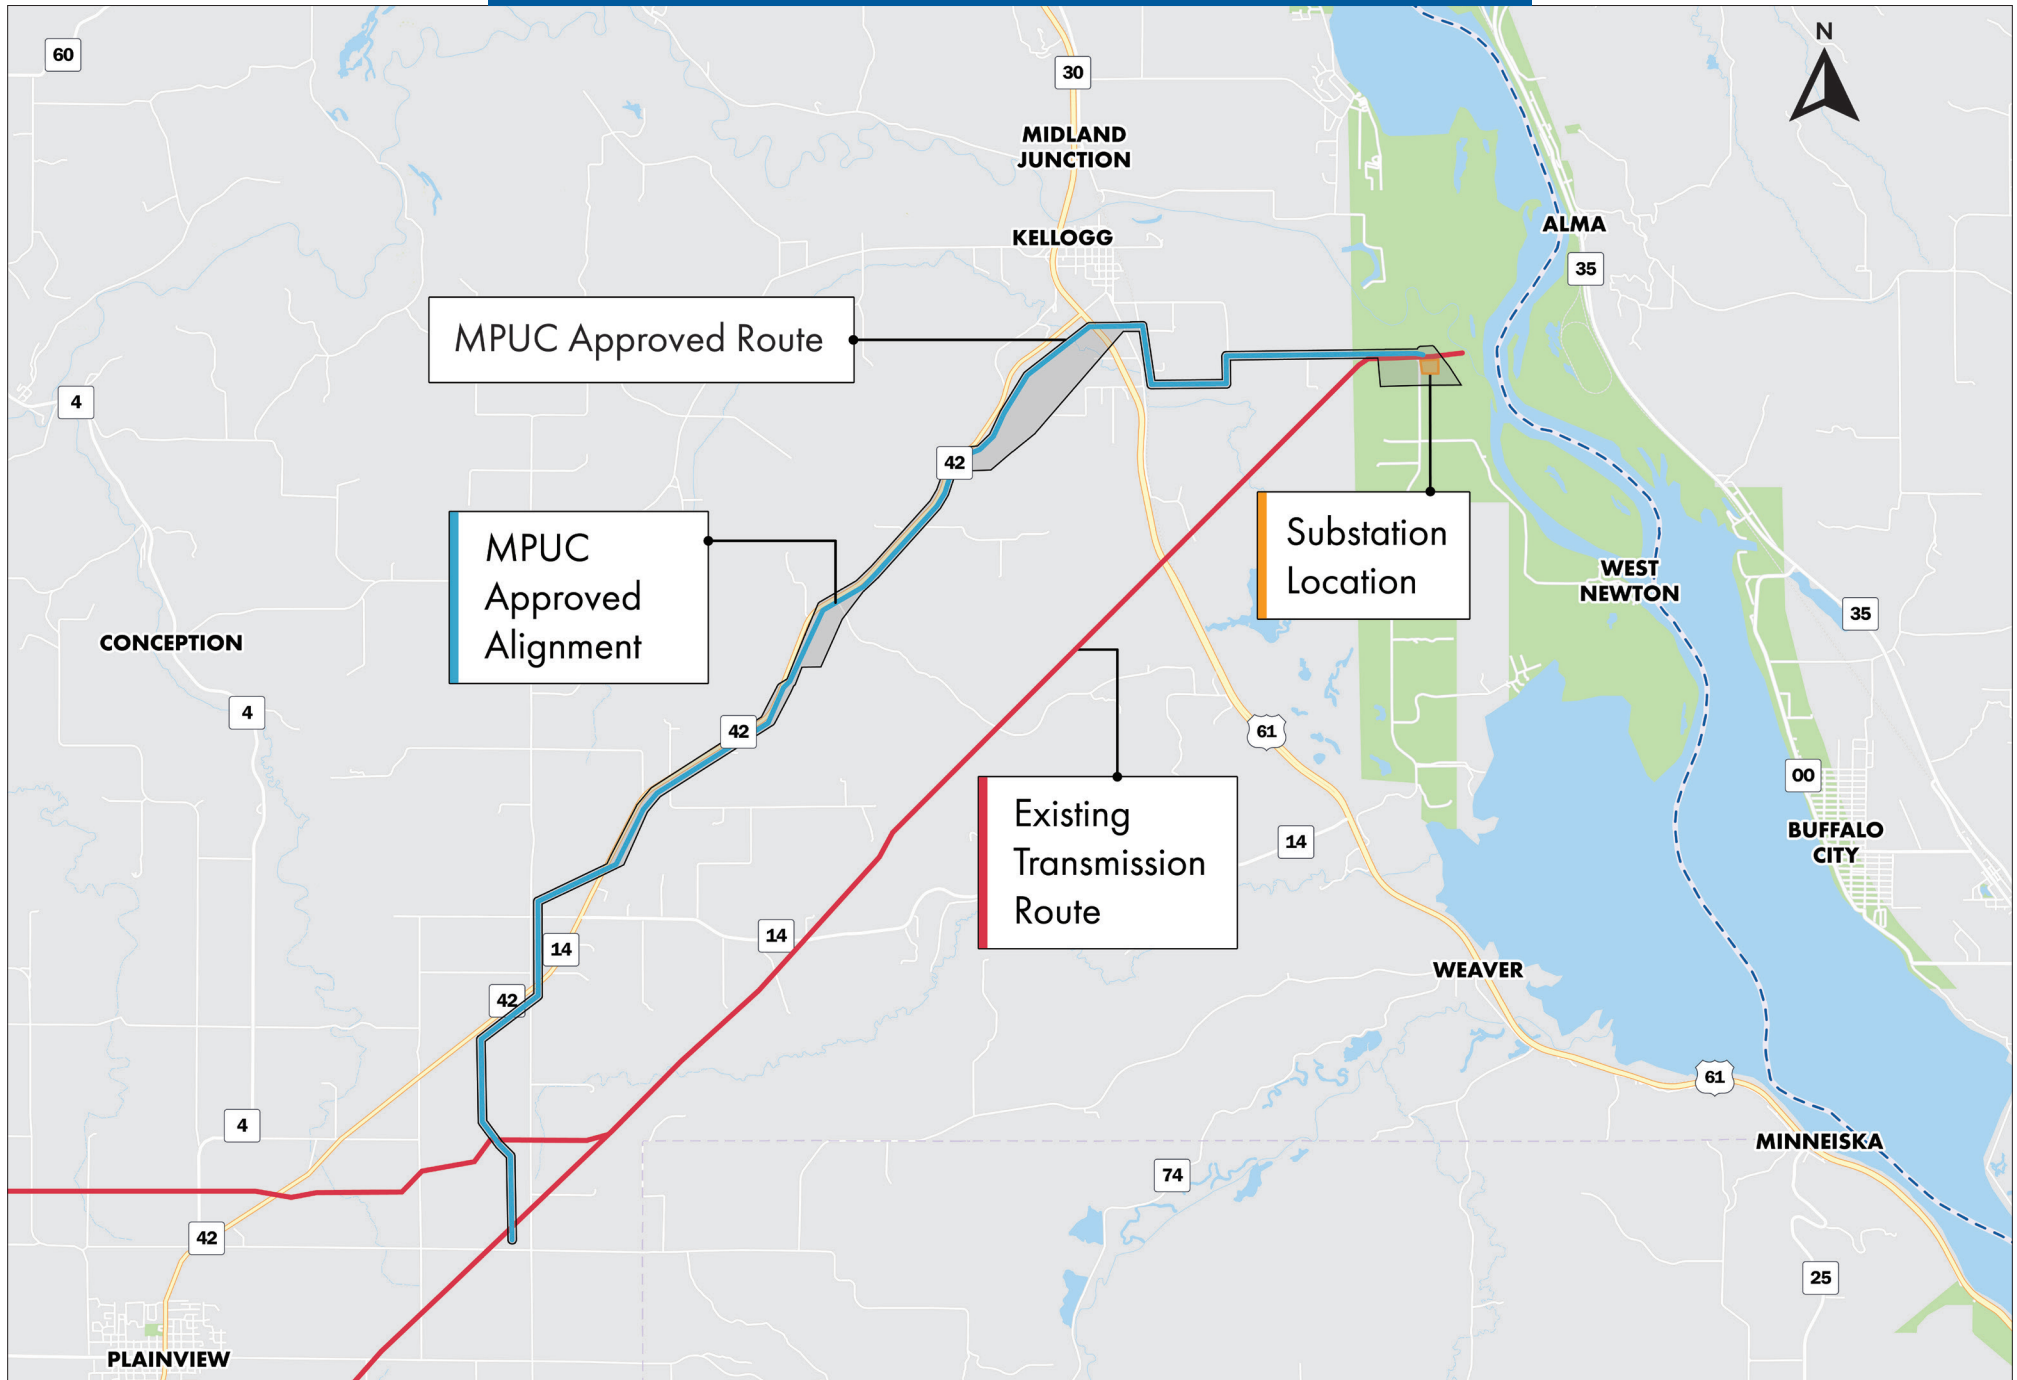 60
30
N
MIDLAND
JUNCTION
ALMA
KELLOGG
35
MPUC Approved Route
4
42
MPUC
Approved
Alignment
Substation
Location
WEST
NEWTON
35
CONCEPTION
4
42
61
00
Existing
Transmission
Route
14
BUFFALO
CITY
14
14
WEAVER
42
61
4
MINNEISKA
74
42
25
PLAINVIEW